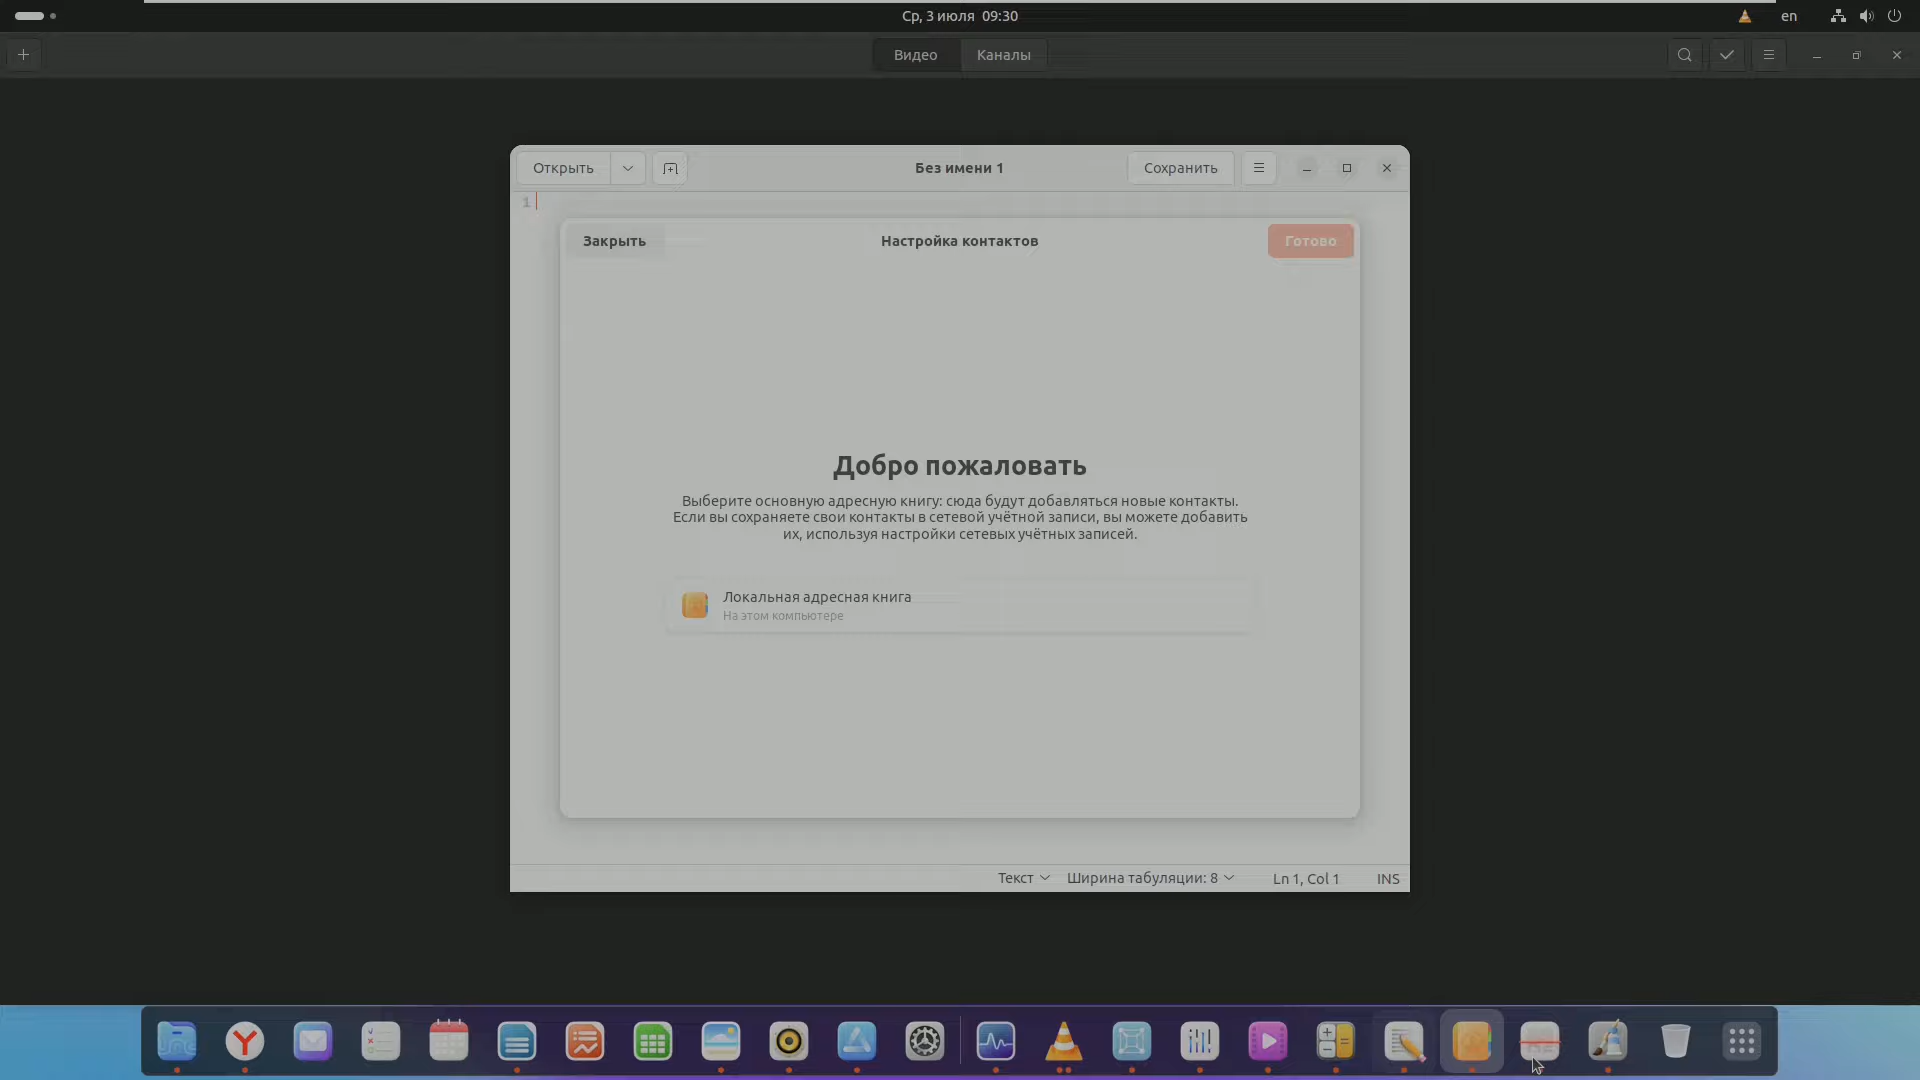 Ср, 3 июля 09:30
en
Видео
Каналы
Открыть
Без имени 1
Сохранить
1
Закрыть
Настройка контактов
Готово
Добро пожаловать
Выберите основную адресную книгу: сюда будут добавляться новые контакты.
Если вы сохраняете свои контакты в сетевой учётной записи, вы можете добавить
их, используя настройки сетевых учётных записей.
Локальная адресная книга
На этом компьютере
Текст
Ширина табуляции: 8
Ln 1, Col 1
INS